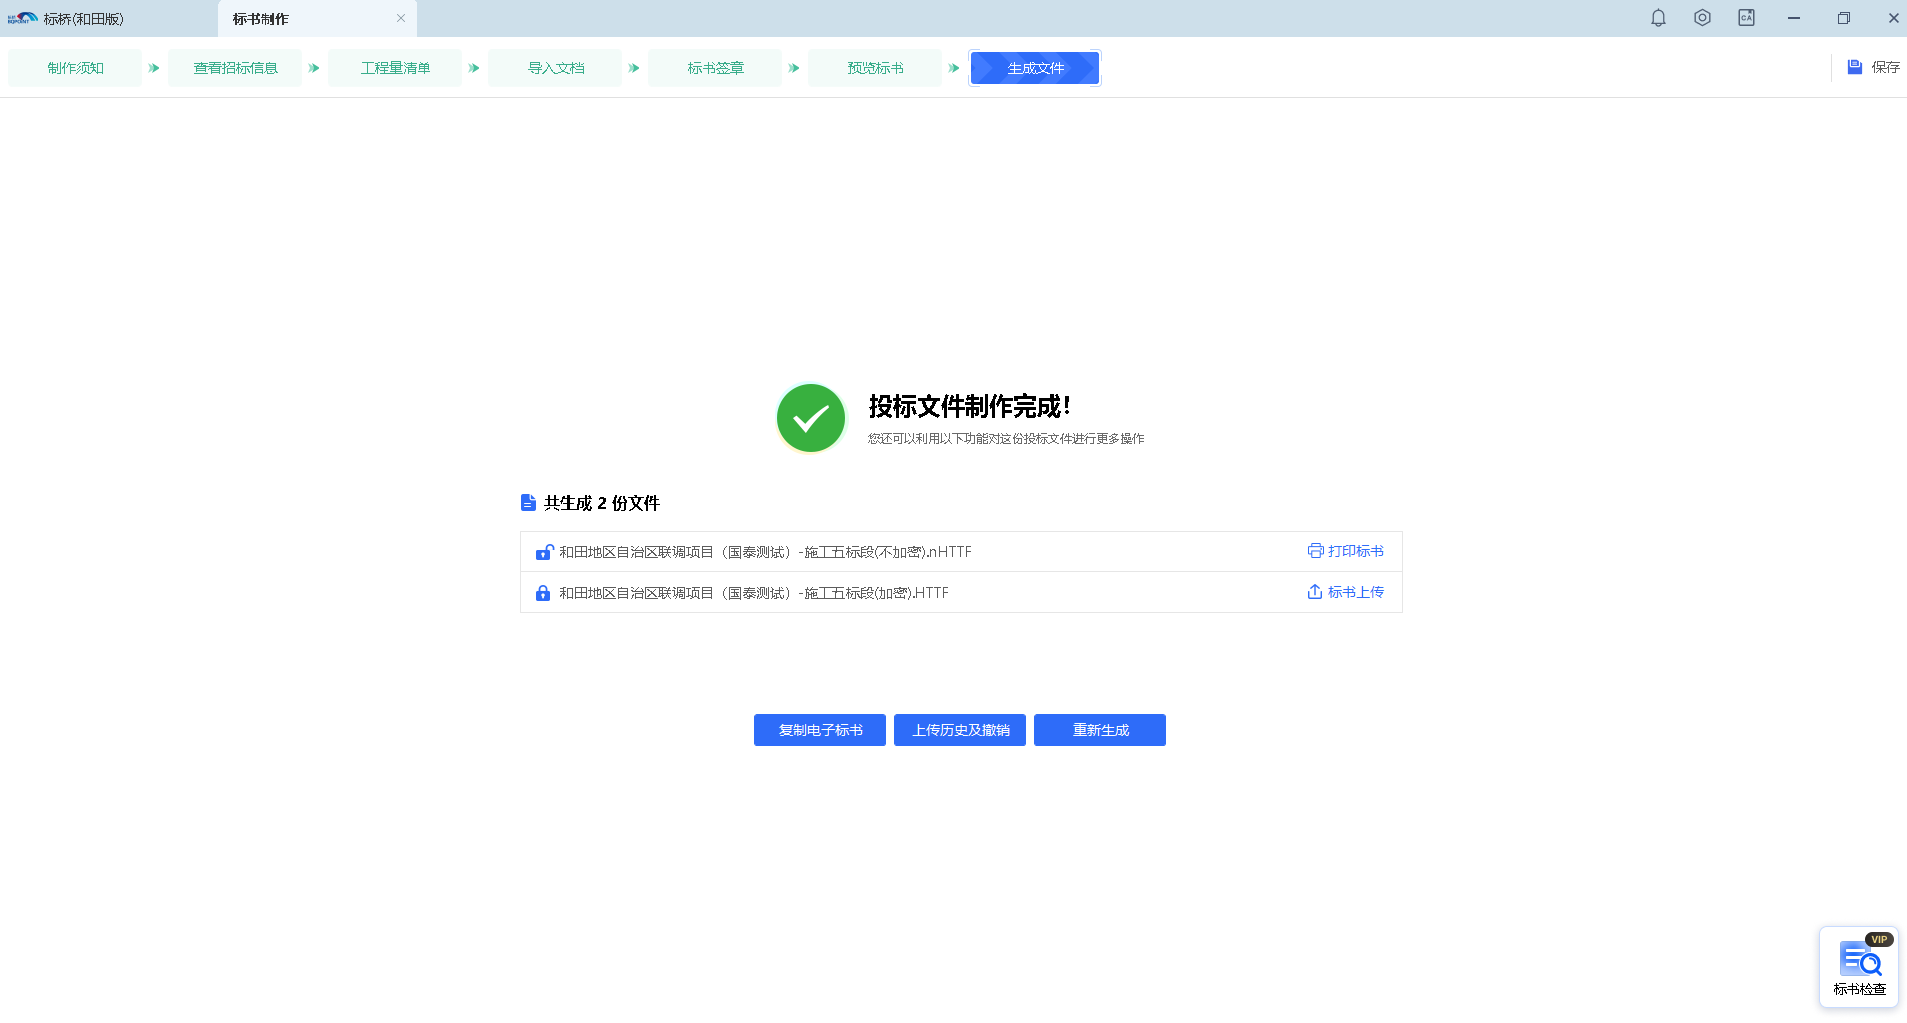 标桥(和田版)
标书制作
CA
制作须知
查看招标信息
工程量清单
导入文档
标书签章
预览标书
生成文件
保存
投标文件制作完成！
您还可以利用以下功能对这份投标文件进行更多操作
共生成 2 份文件
和田地区自治区联调项目（国泰测试）-施工五标段(不加密).nHTTF
打印标书
和田地区自治区联调项目（国泰测试）-施工五标段(加密).HTTF
标书上传
复制电子标书
上传历史及撤销
重新生成
VIP
标书检查